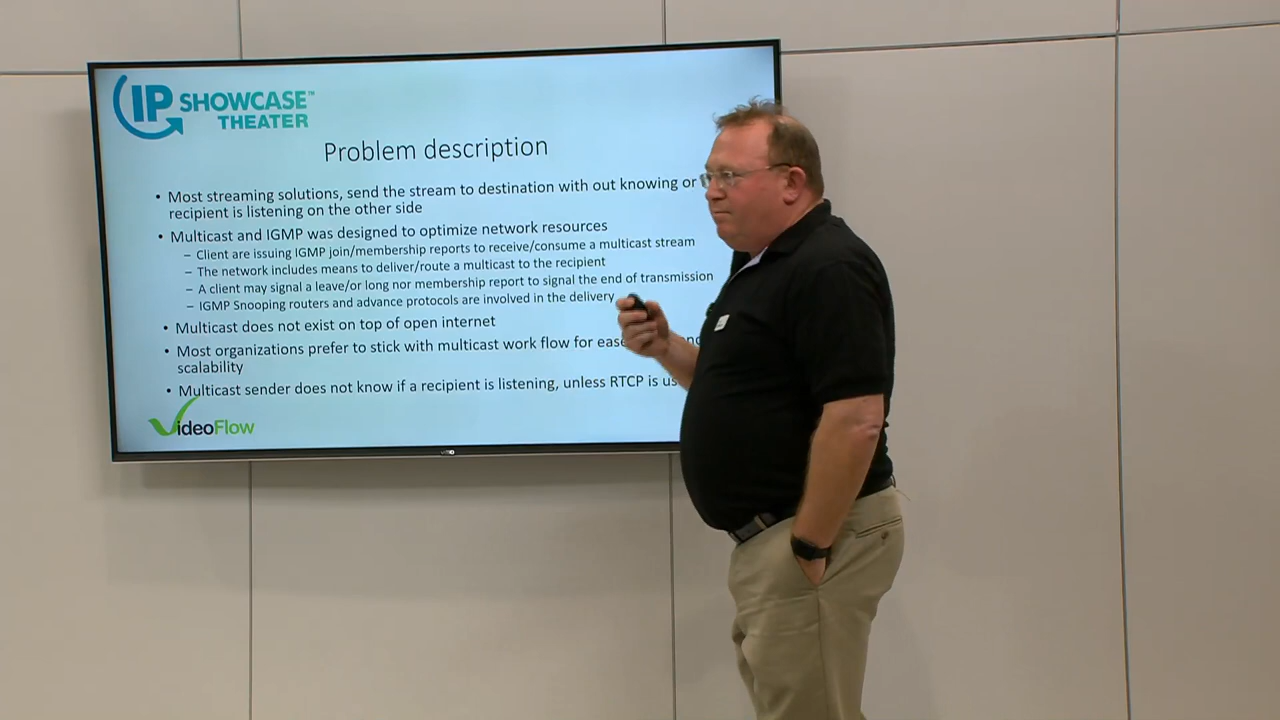 IP SHOWCASE™
THEATER
Problem description
• Most streaming solutions, send the stream to destination with out knowing or
recipient is listening on the other side
• Multicast and IGMP was designed to optimize network resources
– Client are issuing IGMP join/membership reports to receive/consume a multicast stream
– The network includes means to deliver/route a multicast to the recipient
– A client may signal a leave/or long nor membership report to signal the end of transmission
– IGMP Snooping routers and advance protocols are involved in the delivery
• Multicast does not exist on top of open internet
• Most organizations prefer to stick with multicast work flow for ease
scalability
• Multicast sender does not know if a recipient is listening, unless RTCP is
VideoFlow